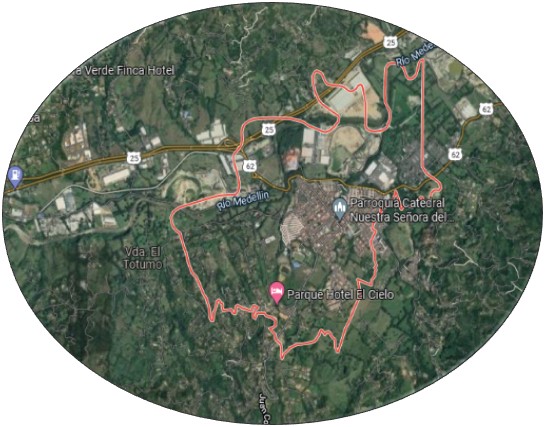 25
Río Mede
a Verde Finca Hotel
62
25
25
62
62
Río Medellín
Parroquia Catedral
Nuestra Señora del...
Vda. El
Totumo
Parque Hotel El Cielo
Juan Co